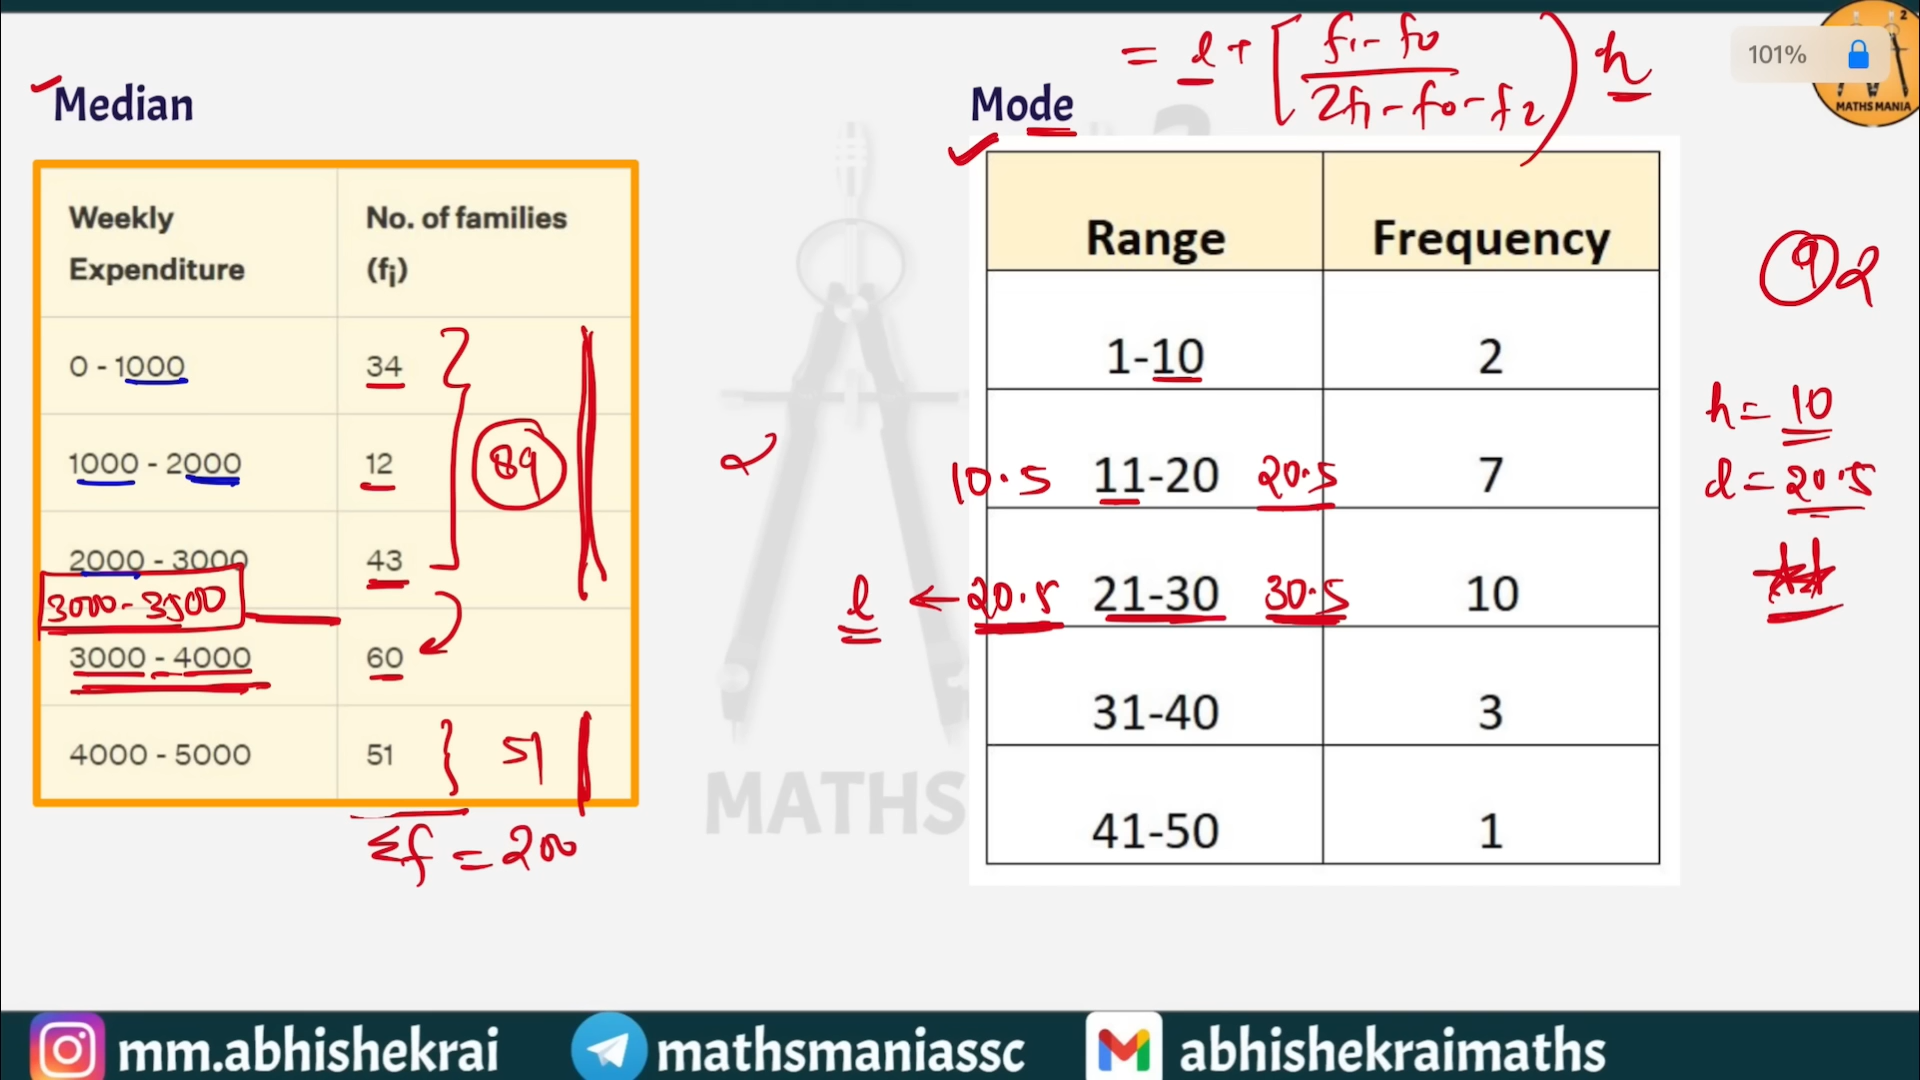 = l + [ f1 - f0 / 2f1 - f0 - f2 ) h
101%
MATHS MANIA
2
Median
Mode
Weekly Expenditure No. of families (fi)
0 - 1000 34
1000 - 2000 12
89
2000 - 3000 43
3000 - 3500
3000 - 4000 60
4000 - 5000 51
51
Σf = 200
Range Frequency
1-10 2
10.5 11-20 20.5 7
l ← 20.5 21-30 30.5 10
31-40 3
41-50 1
9
h = 10
l = 20.5
MATHS
mm.abhishekrai mathsmaniassc abhishekraimaths